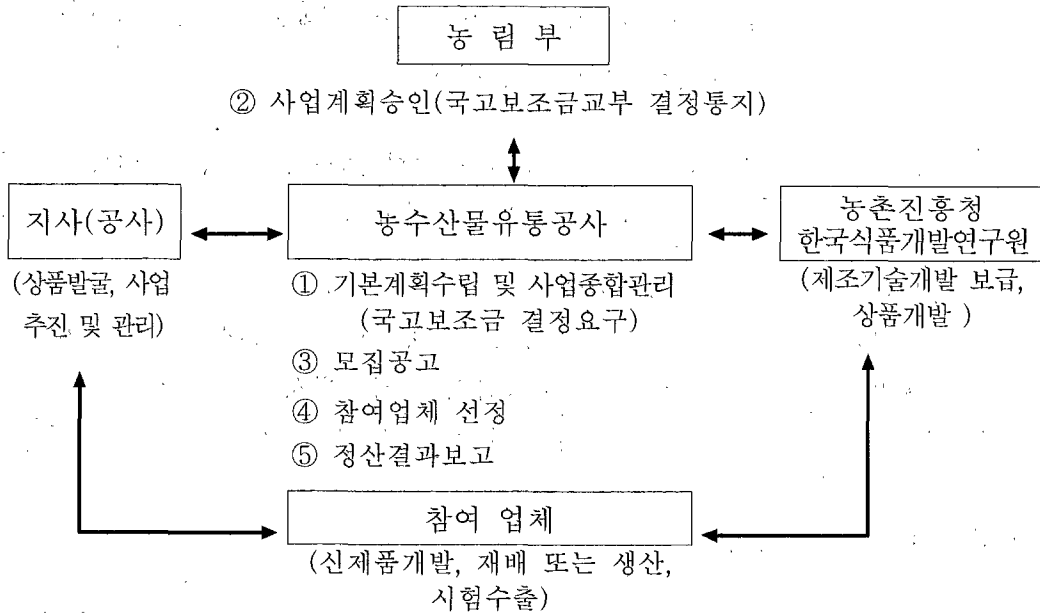 농 림 부
② 사업계획승인(국고보조금교부 결정통지)
지사(공사)
(상품발굴, 사업
추진 및 관리)
농수산물유통공사
① 기본계획수립 및 사업종합관리
(국고보조금 결정요구)
③ 모집공고
④ 참여업체 선정
⑤ 정산결과보고
농촌진흥청
한국식품개발연구원
(제조기술개발 보급,
상품개발 )
참여 업체
(신제품개발, 재배 또는 생산,
시험수출)